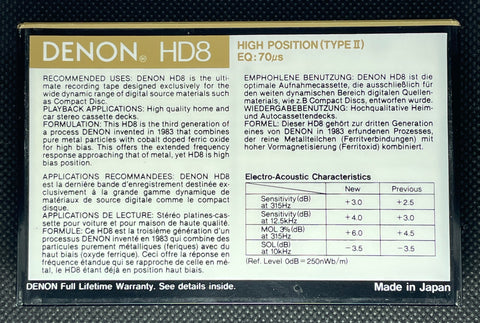 DENON® HD8
HIGH POSITION (TYPE II)
EQ: 70µs
RECOMMENDED USES: DENON HD8 is the ulti-
mate recording tape designed exclusively for the
wide dynamic range of digital source materials such
as Compact Disc.
PLAYBACK APPLICATIONS: High quality home and
car stereo cassette decks.
FORMULATION: This HD8 is the third generation of
a process DENON invented in 1983 that combines
pure metal particles with cobalt doped ferric oxide
for high bias. This offers the extended frequency
response approaching that of metal, yet HD8 is high
bias position.
EMPFOHLENE BENUTZUNG: DENON HD8 ist die
optimale Aufnahmecassette, die ausschließlich für
den weiten dynamischen Bereich digitalen Quellen-
materials, wie z.B Compact Discs, entworfen wurde.
WIEDERGABEEIGNUNG: Hochqualitative Heim-
und Autocassettendecks.
FORMEL: Dieser HD8 gehört zur dritten Generation
eines von DENON in 1983 erfundenen Prozesses,
der reine Metallteilchen (Ferritverbindungen) mit
hoher Vormagnetisierung (Ferritoxid) kombiniert.
APPLICATIONS RECOMMANDEES: DENON HD8
est la dernière bande d'enregistrement destinée exclu-
sivement à la grande gamme dynamique de
matériaux de source digitale comme le compact
disque.
APPLICATIONS DE LECTURE: Stéréo platines-cas-
sette pour voiture et pour maison de haute qualité.
FORMULE: Ce HD8 est la troisième génération d'un
processus DENON inventé en 1983 qui combine des
particules purement métalliques (feriques) avec du
haut biais (oxyde ferrique). Ceci offre la réponse en
fréquence étandue qui se rapproche de celle en mé-
tal, le HD8 étant déjà en position haut biais.
Electro-Acoustic Characteristics
New Previous
Sensitivity (dB) at 315Hz +3.0 +2.5
Sensitivity (dB) at 12.5kHz +4.0 +3.0
MOL 3% (dB) at 315Hz +6.0 +4.5
SOL (dB) at 10kHz −3.5 −3.5
(Ref. Level 0dB = 250nWb/m)
DENON Full Lifetime Warranty. See details inside.
Made in Japan